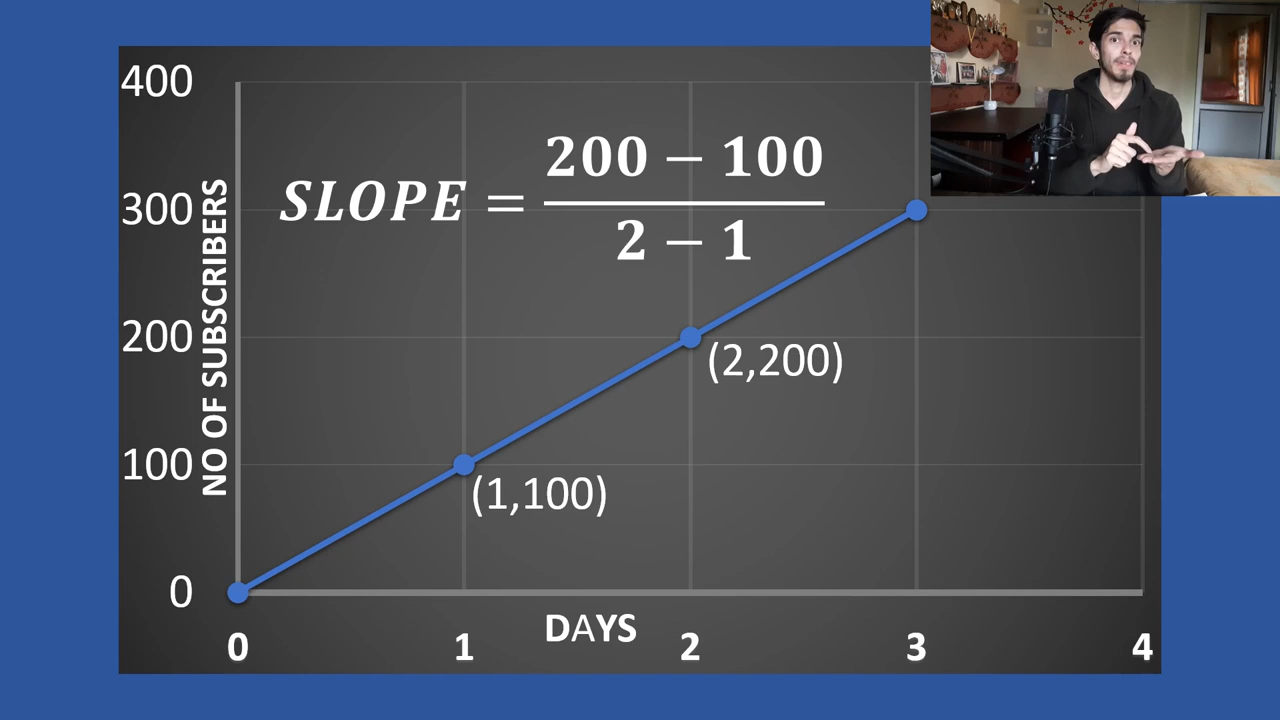 400
300
200
100
0
NO OF SUBSCRIBERS
SLOPE = 200 − 100
2 − 1
(2,200)
(1,100)
DAYS
0 1 2 3 4